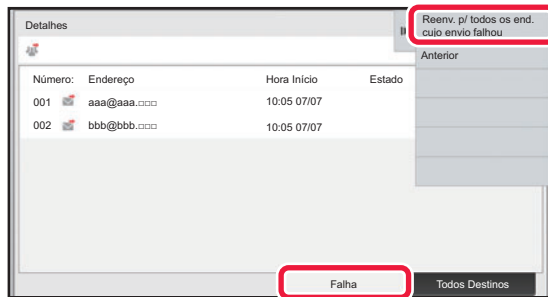 Detalhes
Reenv. p/ todos os end.
cujo envio falhou
Anterior
Número: Endereço Hora Início Estado
001 aaa@aaa.□□□ 10:05 07/07
002 bbb@bbb.□□□ 10:05 07/07
Falha Todos Destinos